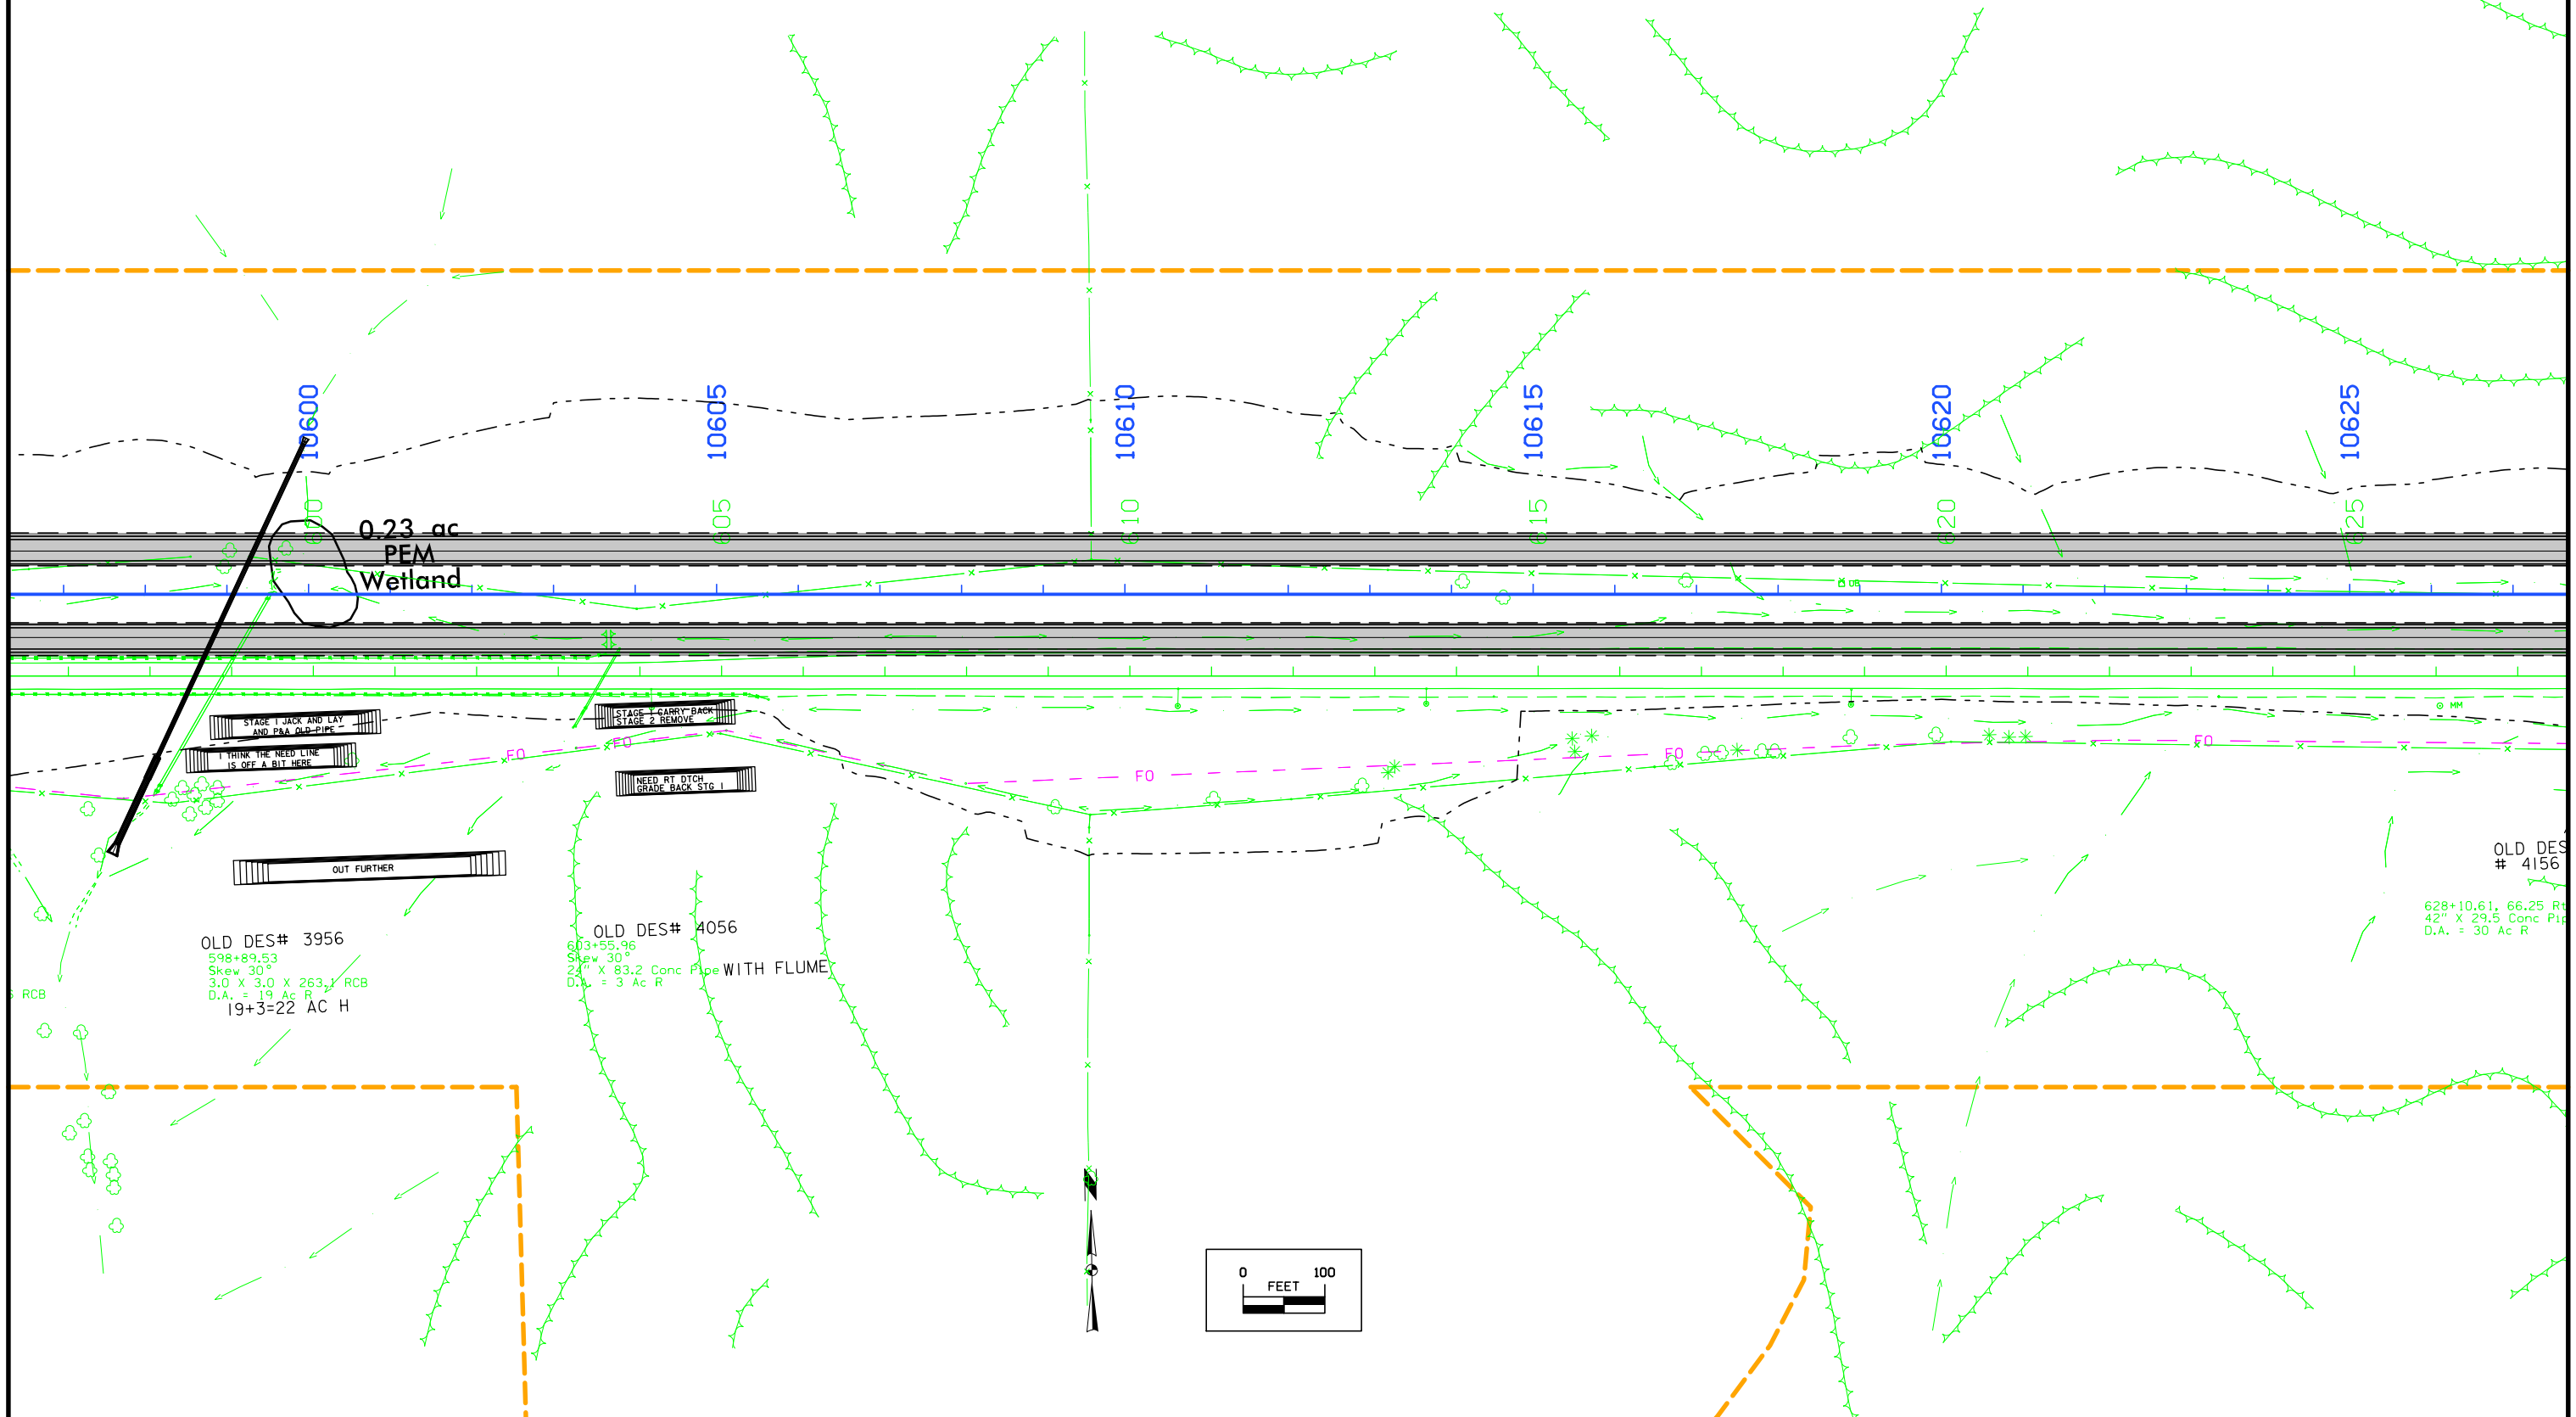 10600
10605
10610
10615
10620
10625
605
610
615
620
625
0.23 ac
PEM
Wetland
UB
STAGE 1 JACK AND LAY
AND P&A OLD PIPE
STAGE 1 CARRY BACK
STAGE 2 REMOVE
I THINK THE NEED LINE
IS OFF A BIT HERE
NEED RT DTCH
GRADE BACK STG 1
MM
FO
FO
FO
FO
FO
OUT FURTHER
OLD DES
# 4156
628+10.61, 66.25 Rt
42" X 29.5 Conc Pip
D.A. = 30 Ac R
OLD DES# 3956
598+89.53
Skew 30°
3.0 X 3.0 X 263.1 RCB
D.A. = 19 Ac R
19+3=22 AC H
OLD DES# 4056
603+55.96
Skew 30°
24" X 83.2 Conc Pipe WITH FLUME
D.A. = 3 Ac R
RCB
N
0 100
FEET